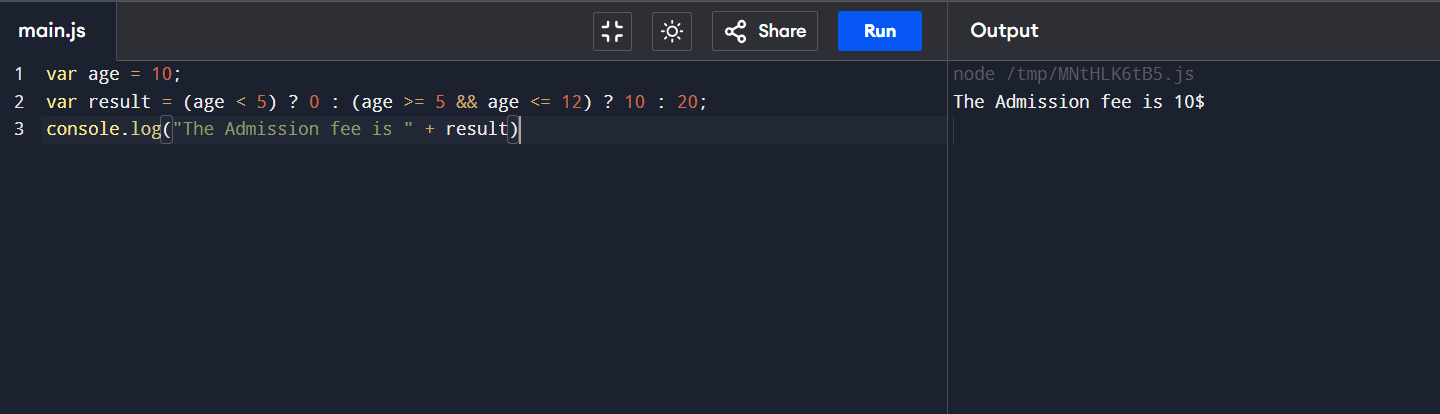 main.js
Share
Run
Output
1 var age = 10;
2 var result = (age < 5) ? 0 : (age >= 5 && age <= 12) ? 10 : 20;
3 console.log("The Admission fee is " + result)
node /tmp/MNtHLK6tB5.js
The Admission fee is 10$